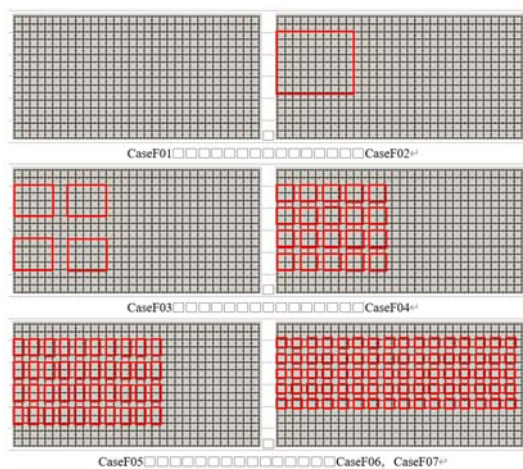 CaseF01□□□□□□□□□□□□□□□CaseF02↵
CaseF03□□□□□□□□□□□□□□□CaseF04↵
CaseF05□□□□□□□□□□□□□□□CaseF06, CaseF07↵